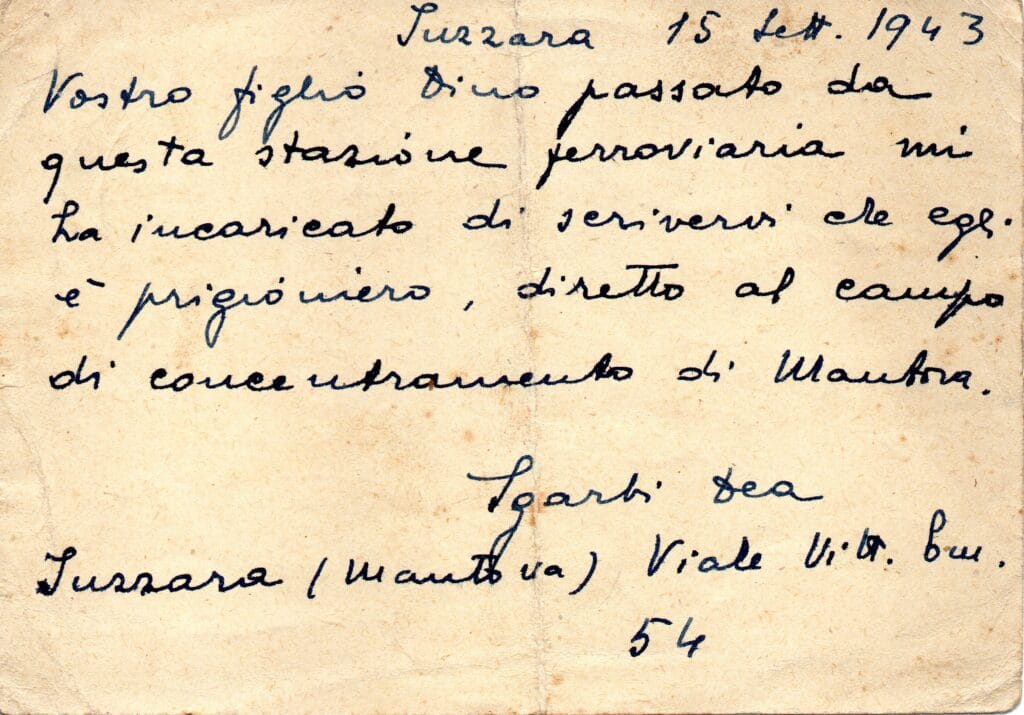 Suzzara 15 Sett. 1943
Vostro figlio Dino passato da
questa stazione ferroviaria mi
ha incaricato di scrivervi che egli
è prigioniero, diretto al campo
di concentramento di Mantova.
Sgarbi Dea
Suzzara (Mantova) Viale Vitt. Em.
54